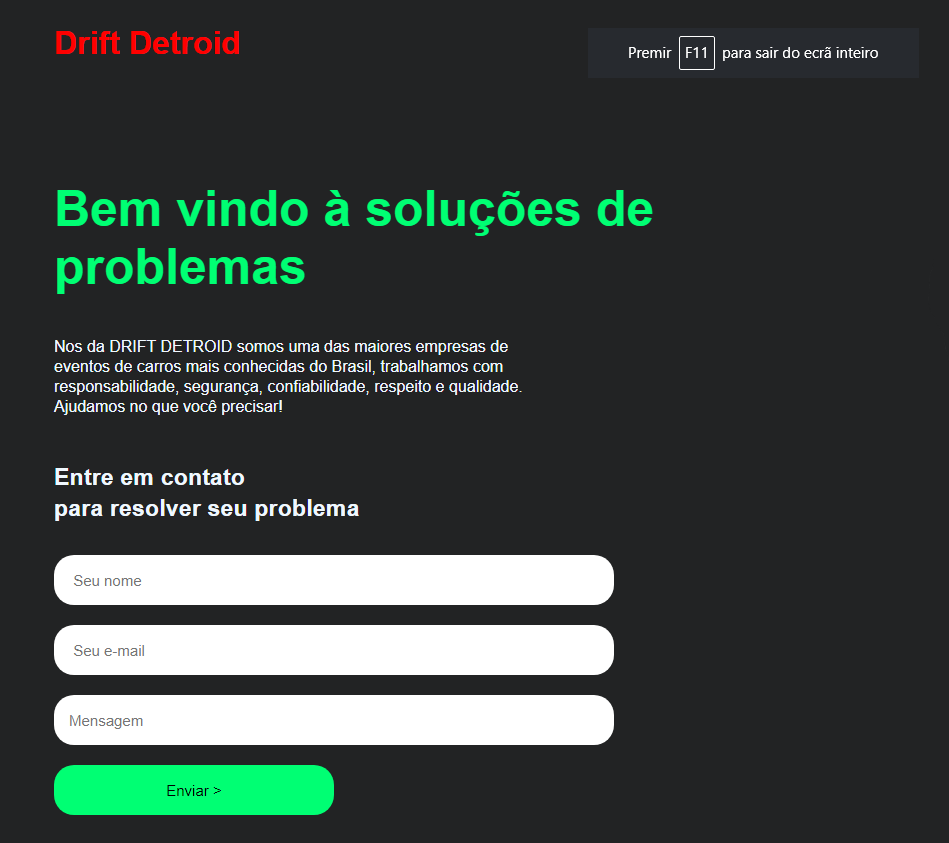 Drift Detroid
Premir F11 para sair do ecrã inteiro
Bem vindo à soluções de
problemas
Nos da DRIFT DETROID somos uma das maiores empresas de
eventos de carros mais conhecidas do Brasil, trabalhamos com
responsabilidade, segurança, confiabilidade, respeito e qualidade.
Ajudamos no que você precisar!
Entre em contato
para resolver seu problema
Seu nome
Seu e-mail
Mensagem
Enviar >